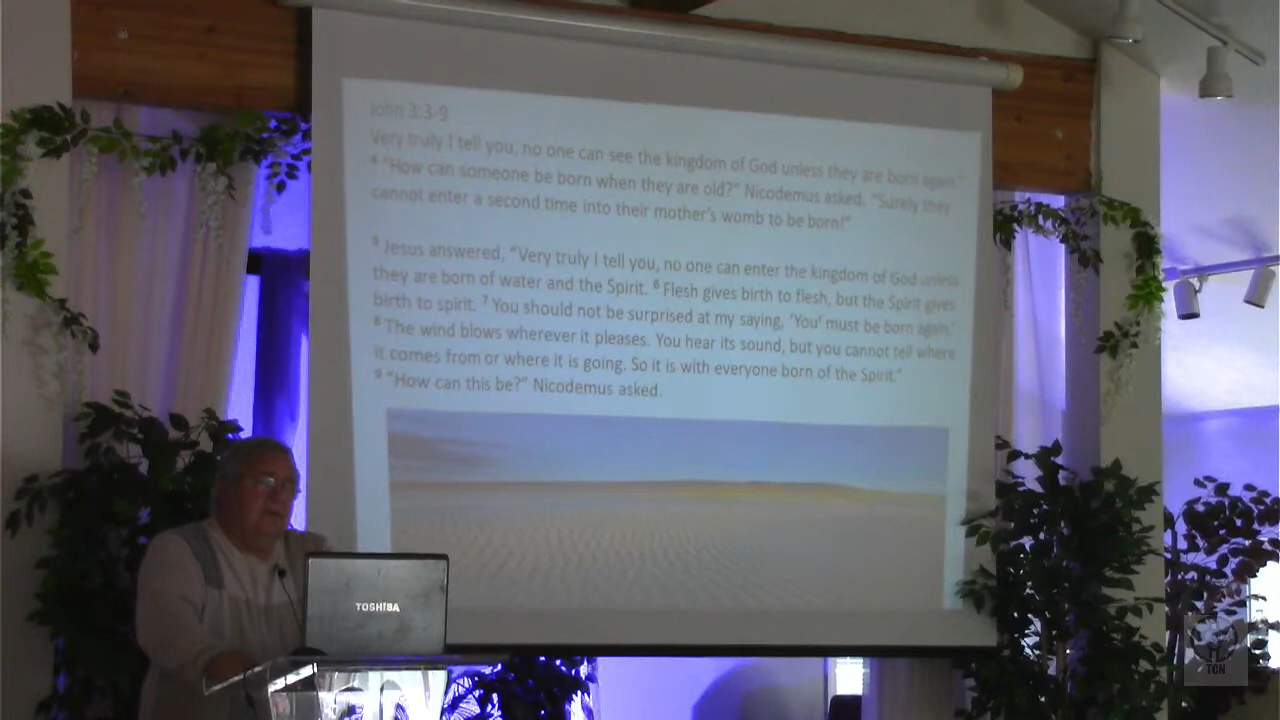 John 3:3-9
Very truly I tell you, no one can see the kingdom of God unless they are born again."
4 "How can someone be born when they are old?" Nicodemus asked. "Surely they
cannot enter a second time into their mother's womb to be born!"
5 Jesus answered, "Very truly I tell you, no one can enter the kingdom of God unless
they are born of water and the Spirit. 6 Flesh gives birth to flesh, but the Spirit gives
birth to spirit. 7 You should not be surprised at my saying, 'You' must be born again.'
8 The wind blows wherever it pleases. You hear its sound, but you cannot tell where
it comes from or where it is going. So it is with everyone born of the Spirit."
9 "How can this be?" Nicodemus asked.
TOSHIBA
TGN